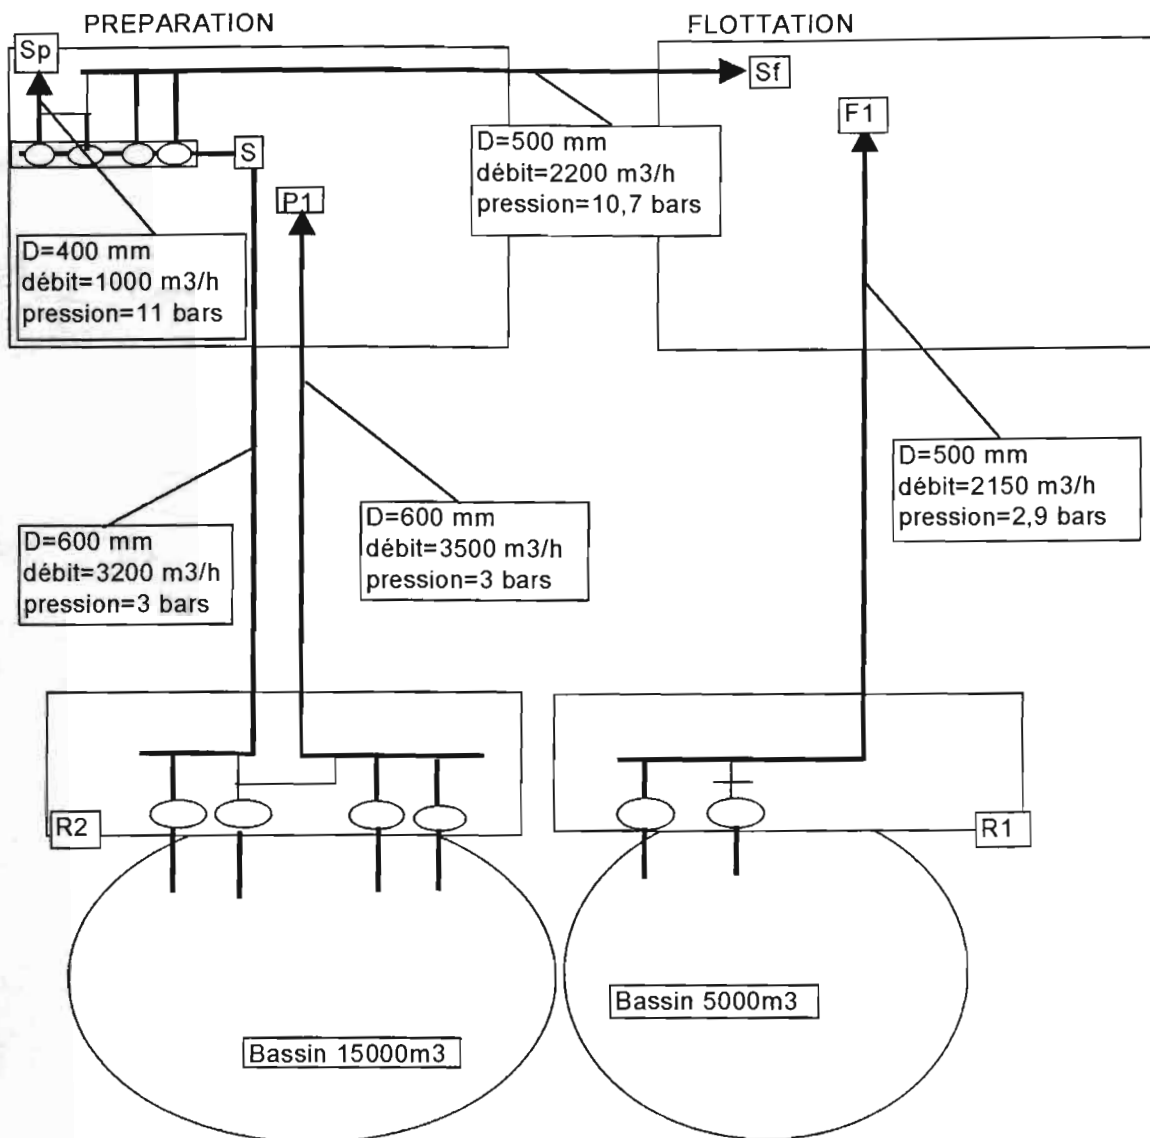 PREPARATION
FLOTTATION
Sp
Sf
F1
D=500 mm
débit=2200 m3/h
pression=10,7 bars
S
P1
D=400 mm
débit=1000 m3/h
pression=11 bars
D=500 mm
débit=2150 m3/h
pression=2,9 bars
D=600 mm
débit=3200 m3/h
pression=3 bars
D=600 mm
débit=3500 m3/h
pression=3 bars
R2
R1
Bassin 5000m3
Bassin 15000m3